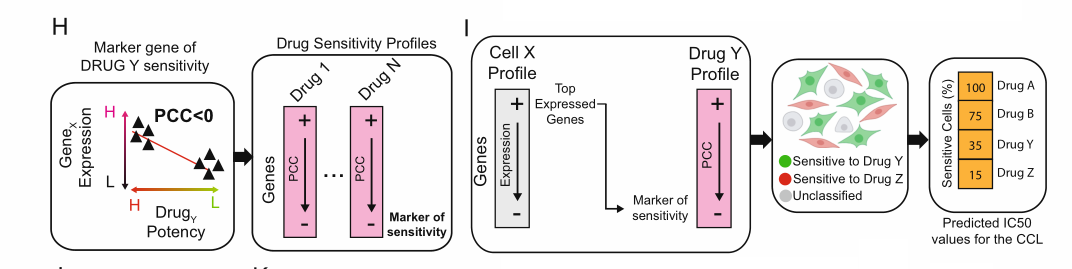 H
Marker gene of
DRUG Y sensitivity
PCC<0
H
L
Gene_X
Expression
H
L
Drug_Y
Potency
Drug Sensitivity Profiles
Drug 1
Drug N
Genes
+
PCC
-
...
+
PCC
-
Marker of
sensitivity
I
Cell X
Profile
Genes
+
Expression
-
Top
Expressed
Genes
Marker of
sensitivity
Drug Y
Profile
+
PCC
-
Sensitive to Drug Y
Sensitive to Drug Z
Unclassified
Sensitive Cells (%)
100 Drug A
75 Drug B
35 Drug Y
15 Drug Z
Predicted IC50
values for the CCL